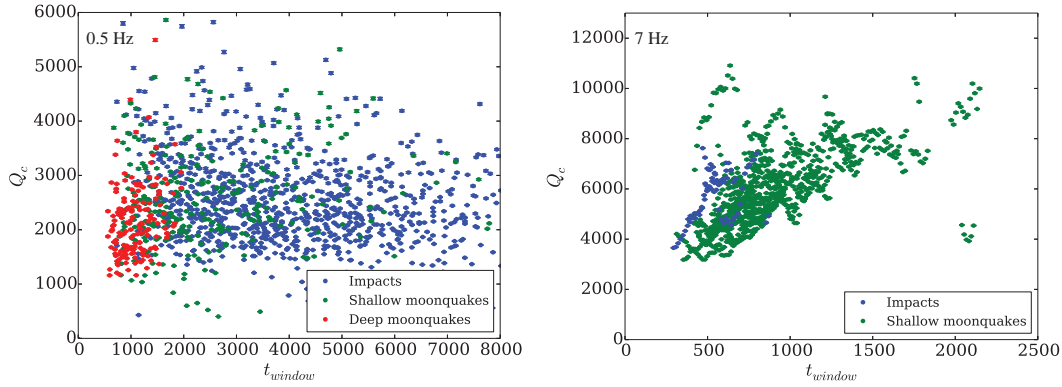 6000
5000
4000
3000
2000
1000
0
Q_c
0.5 Hz
Impacts
Shallow moonquakes
Deep moonquakes
0 1000 2000 3000 4000 5000 6000 7000 8000
t_window
12000
10000
8000
6000
4000
2000
0
Q_c
7 Hz
Impacts
Shallow moonquakes
0 500 1000 1500 2000 2500
t_window